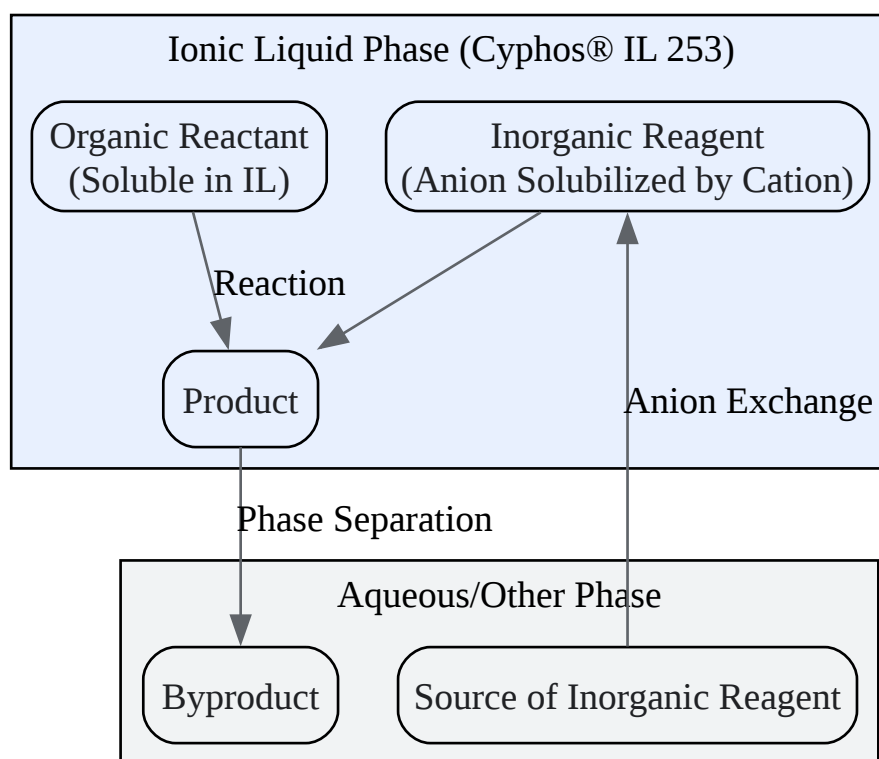 Ionic Liquid Phase (Cyphos® IL 253)
Organic Reactant
(Soluble in IL)
Inorganic Reagent
(Anion Solubilized by Cation)
Reaction
Product
Anion Exchange
Phase Separation
Aqueous/Other Phase
Byproduct
Source of Inorganic Reagent